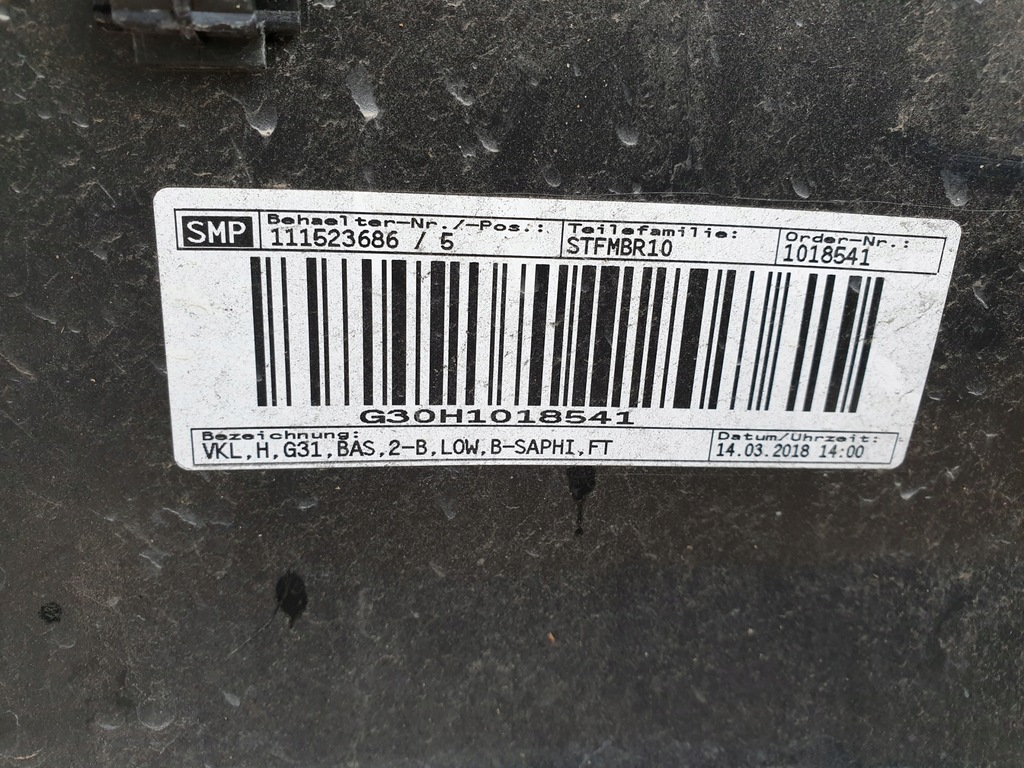 SMP Behaelter-Nr./-Pos.: Teilefamilie: Order-Nr.:
111523686 / 5 STFMBR10 1018541
G30H1018541
Bezeichnung: Datum/Uhrzeit:
VKL,H,G31,BAS,2-B,LOW,B-SAPHI,FT 14.03.2018 14:00